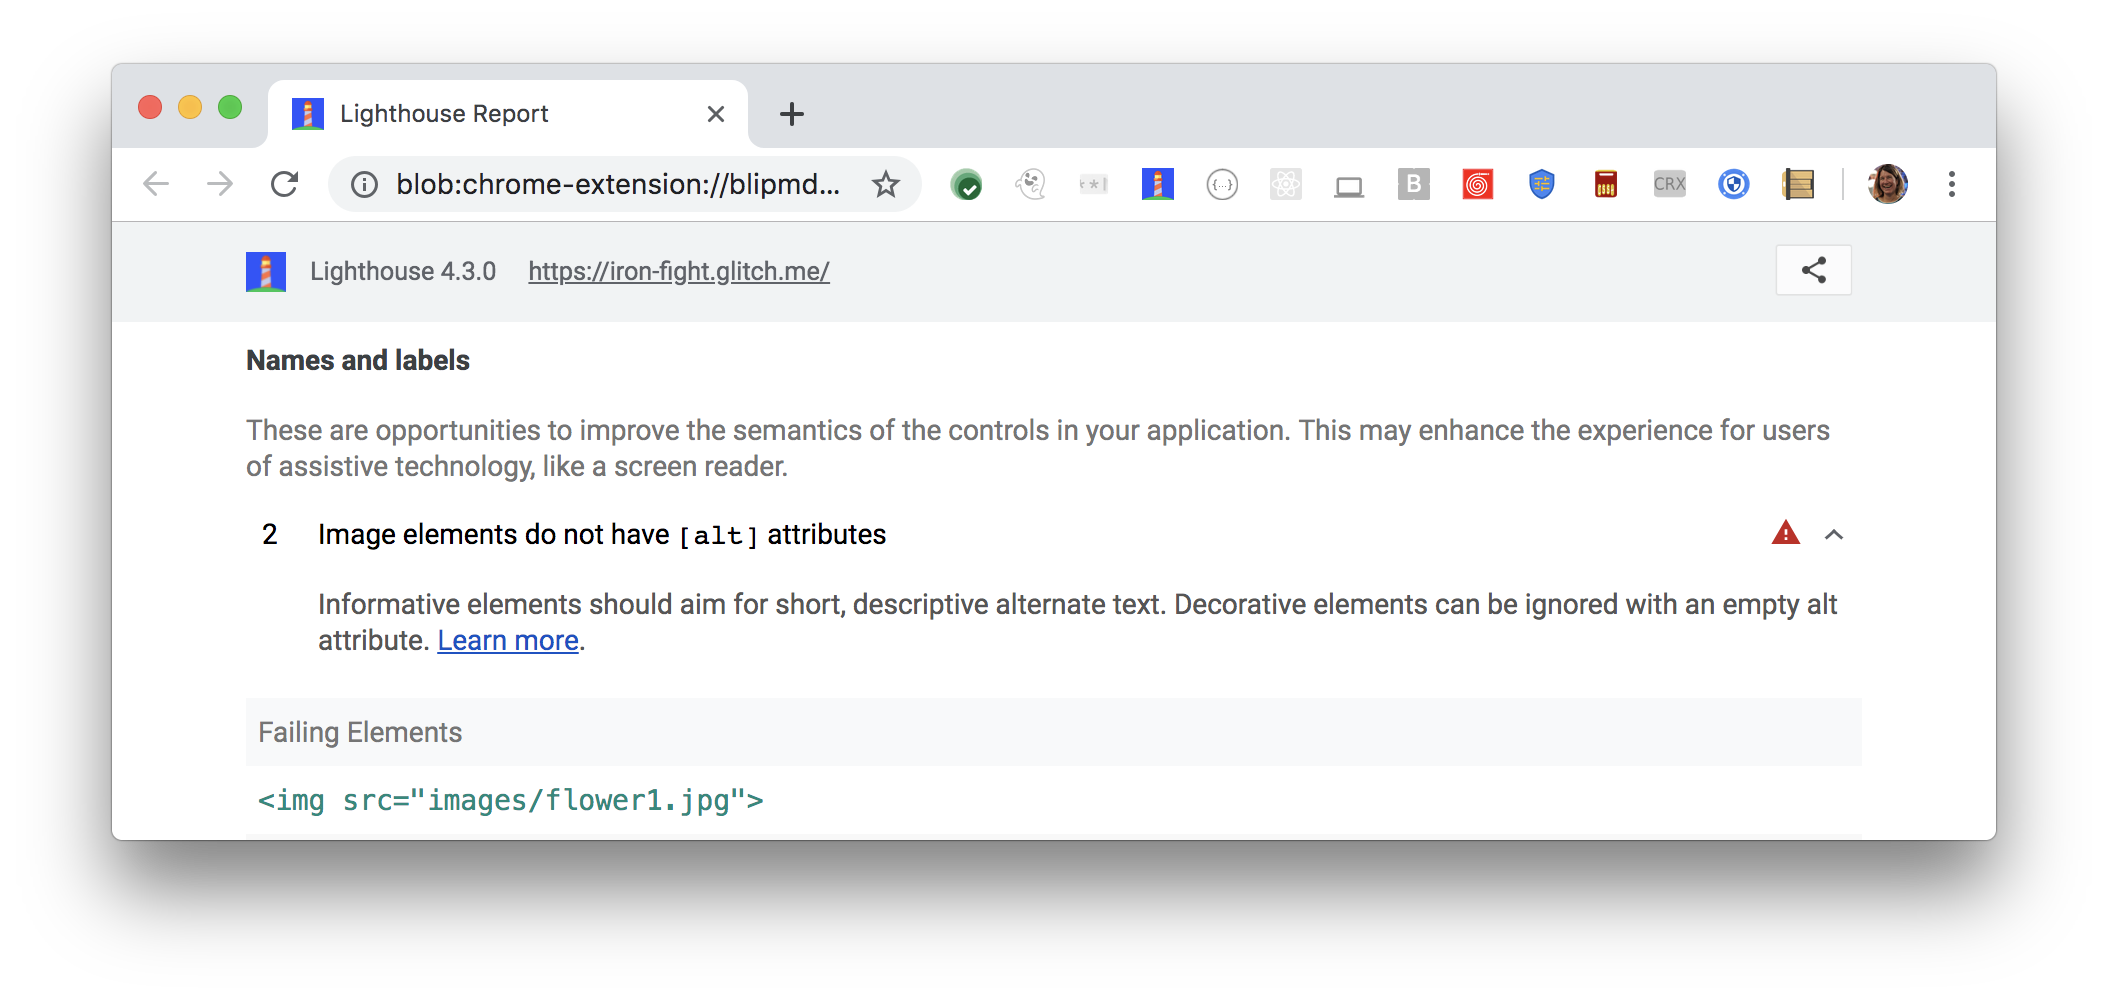 Lighthouse Report
blob:chrome-extension://blipmd...
{...}
B
CRX
Lighthouse 4.3.0 https://iron-fight.glitch.me/
Names and labels
These are opportunities to improve the semantics of the controls in your application. This may enhance the experience for users
of assistive technology, like a screen reader.
2 Image elements do not have [alt] attributes
Informative elements should aim for short, descriptive alternate text. Decorative elements can be ignored with an empty alt
attribute. Learn more.
Failing Elements
<img src="images/flower1.jpg">